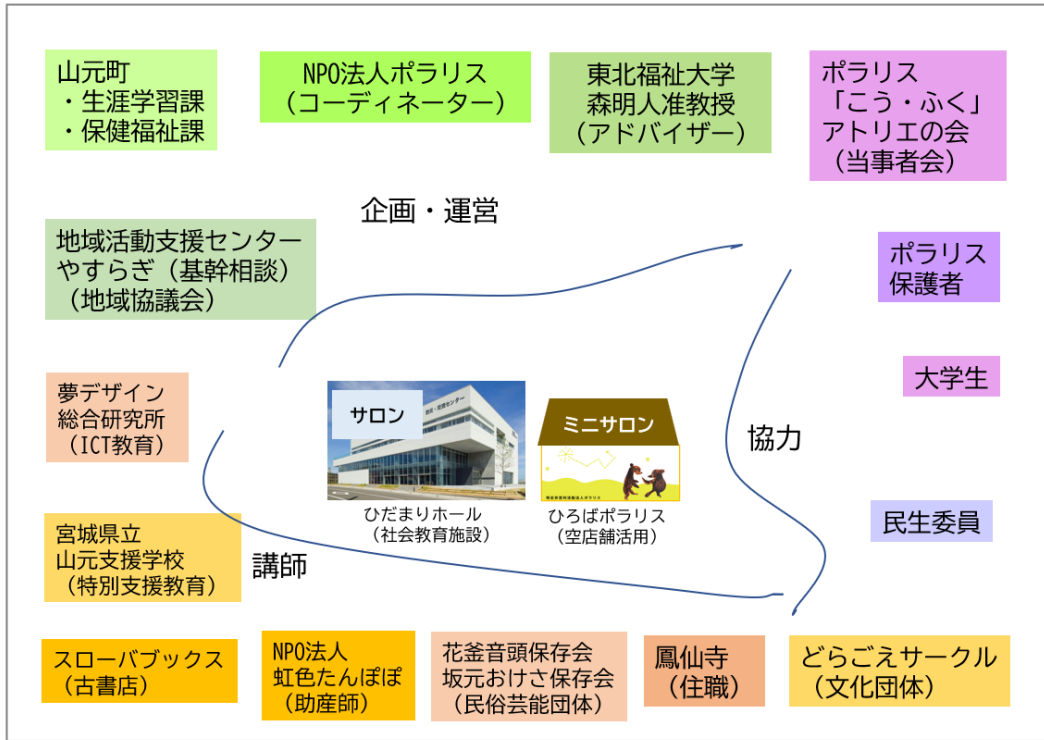 山元町
・生涯学習課
・保健福祉課
NPO法人ポラリス
（コーディネーター）
東北福祉大学
森明人准教授
（アドバイザー）
ポラリス
「こう・ふく」
アトリエの会
（当事者会）
企画・運営
地域活動支援センター
やすらぎ（基幹相談）
（地域協議会）
ポラリス
保護者
大学生
夢デザイン
総合研究所
（ICT教育）
サロン
ミニサロン
協力
ひだまりホール
（社会教育施設）
ひろばポラリス
（空店舗活用）
民生委員
宮城県立
山元支援学校
（特別支援教育）
講師
スローバブックス
（古書店）
NPO法人
虹色たんぽぽ
（助産師）
花釜音頭保存会
坂元おけさ保存会
（民俗芸能団体）
鳳仙寺
（住職）
どらごえサークル
（文化団体）